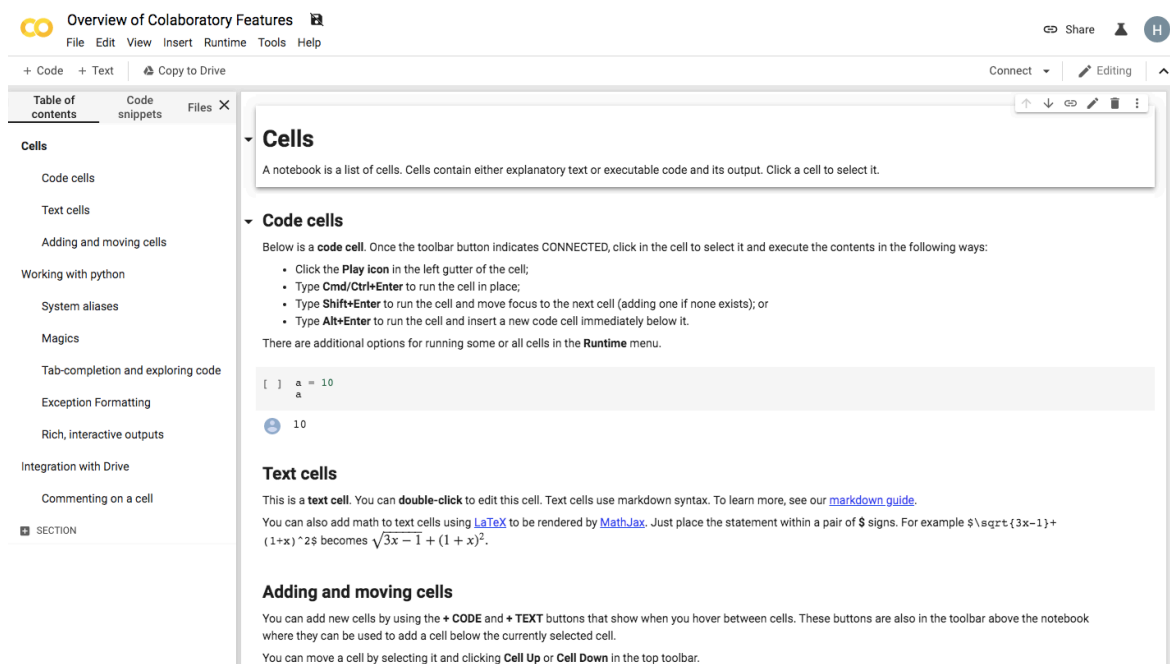 Overview of Colaboratory Features
File Edit View Insert Runtime Tools Help
Share
H
+ Code + Text Copy to Drive
Connect
Editing
Table of contents
Code snippets
Files
Cells
Code cells
Text cells
Adding and moving cells
Working with python
System aliases
Magics
Tab-completion and exploring code
Exception Formatting
Rich, interactive outputs
Integration with Drive
Commenting on a cell
SECTION
Cells
A notebook is a list of cells. Cells contain either explanatory text or executable code and its output. Click a cell to select it.
Code cells
Below is a code cell. Once the toolbar button indicates CONNECTED, click in the cell to select it and execute the contents in the following ways:
• Click the Play icon in the left gutter of the cell;
• Type Cmd/Ctrl+Enter to run the cell in place;
• Type Shift+Enter to run the cell and move focus to the next cell (adding one if none exists); or
• Type Alt+Enter to run the cell and insert a new code cell immediately below it.
There are additional options for running some or all cells in the Runtime menu.
[ ] a = 10
a
10
Text cells
This is a text cell. You can double-click to edit this cell. Text cells use markdown syntax. To learn more, see our markdown guide.
You can also add math to text cells using LaTeX to be rendered by MathJax. Just place the statement within a pair of $ signs. For example $\sqrt{3x-1}+
(1+x)^2$ becomes √3x − 1 + (1 + x)².
Adding and moving cells
You can add new cells by using the + CODE and + TEXT buttons that show when you hover between cells. These buttons are also in the toolbar above the notebook
where they can be used to add a cell below the currently selected cell.
You can move a cell by selecting it and clicking Cell Up or Cell Down in the top toolbar.